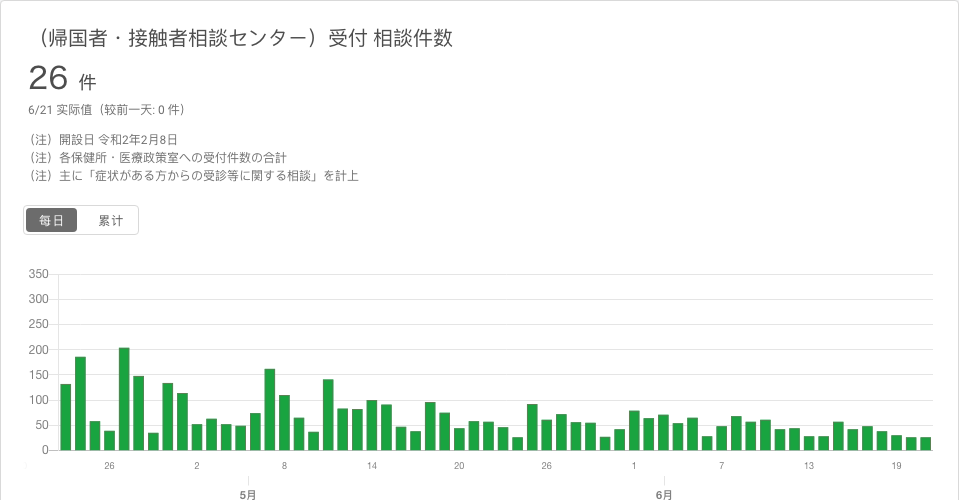 （帰国者・接触者相談センター）受付 相談件数
26 件
6/21 实际值（较前一天: 0 件）
（注）開設日 令和2年2月8日
（注）各保健所・医療政策室への受付件数の合計
（注）主に「症状がある方からの受診等に関する相談」を計上
每日 累计
350
300
250
200
150
100
50
0
26 2 8 14 20 26 1 7 13 19
5月 6月